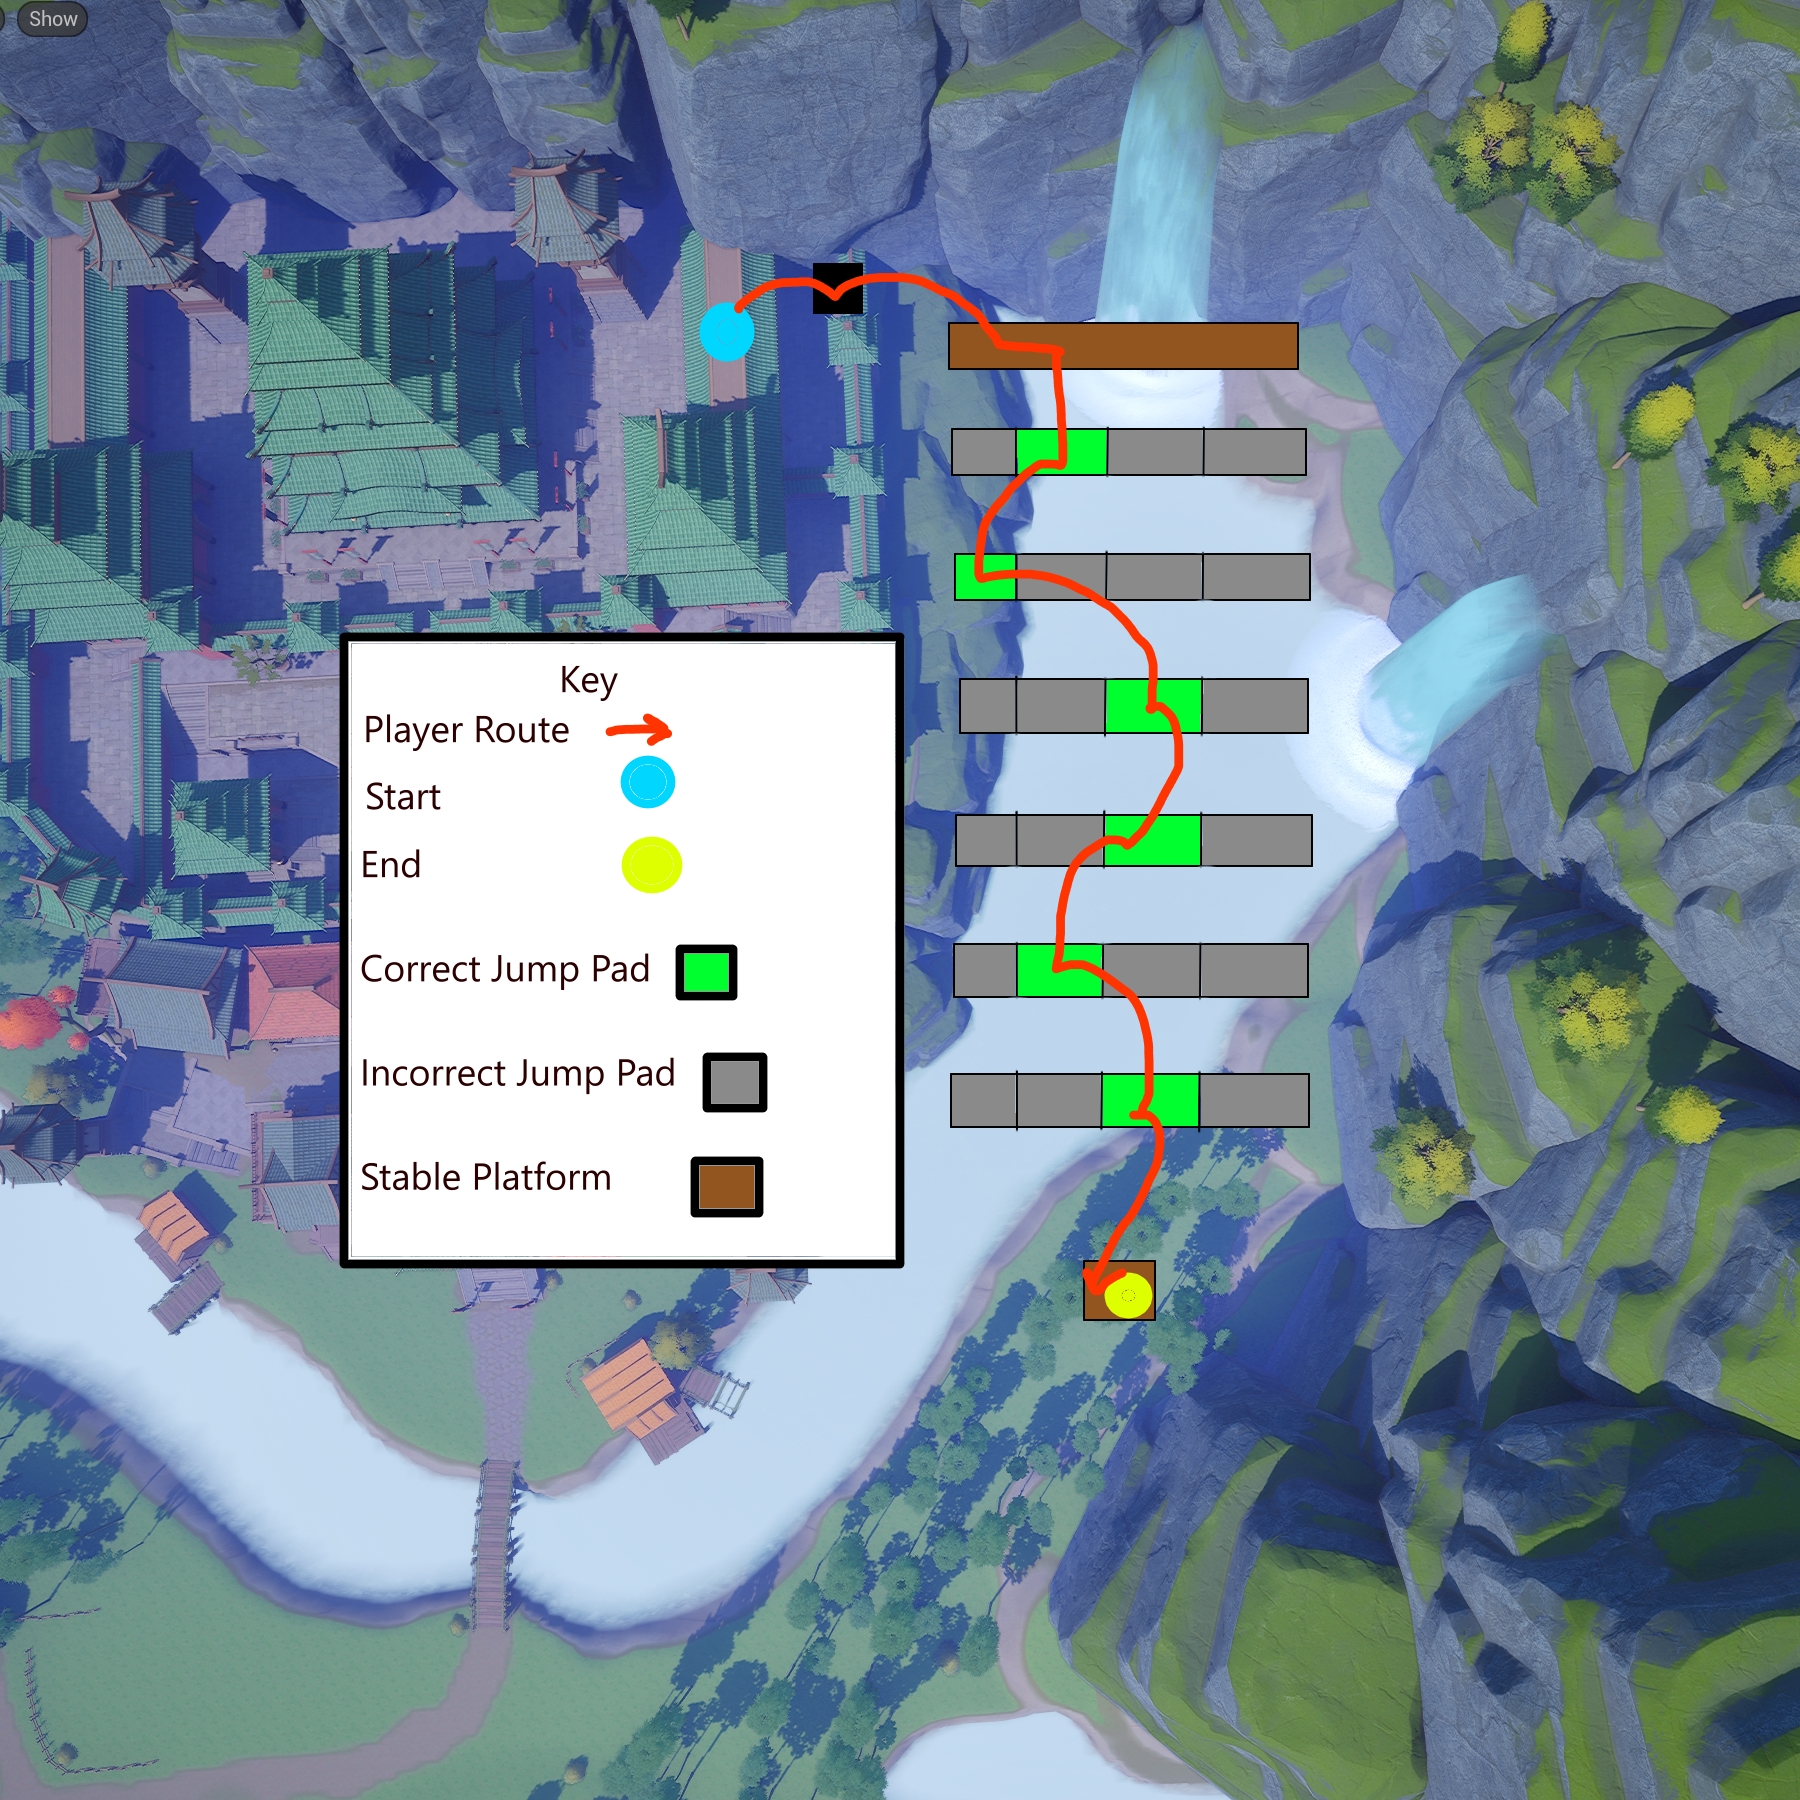 Show
Key
Player Route
Start
End
Correct Jump Pad
Incorrect Jump Pad
Stable Platform